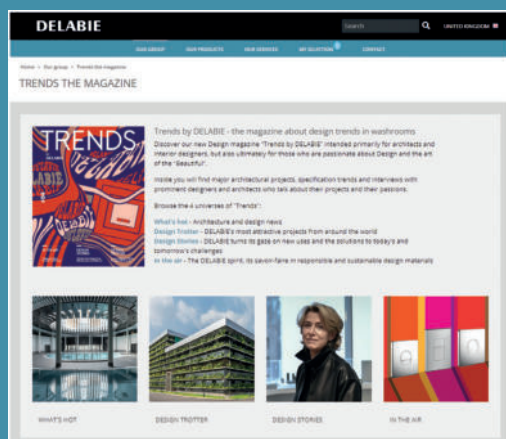 DELABIE
Search
UNITED KINGDOM
OUR GROUP OUR PRODUCTS OUR SERVICES MY SELECTION CONTACT
Home > Our group > Trends the magazine
TRENDS THE MAGAZINE
TRENDS
DELABIE
Trends by DELABIE - the magazine about design trends in washrooms
Discover our new Design magazine "Trends by DELABIE" intended primarily for architects and
interior designers, but also ultimately for those who are passionate about Design and the art
of the "Beautiful".
Inside you will find major architectural projects, specification trends and interviews with
prominent designers and architects who talk about their projects and their passions.
Browse the 4 universes of "Trends":
What's hot - Architecture and design news
Design Trotter - DELABIE's most attractive projects from around the world
Design Stories - DELABIE turns its gaze on new uses and the solutions to today's and
tomorrow's challenges
In the air - The DELABIE spirit, its savoir-faire in responsible and sustainable design materials
WHAT'S HOT
DESIGN TROTTER
DESIGN STORIES
IN THE AIR